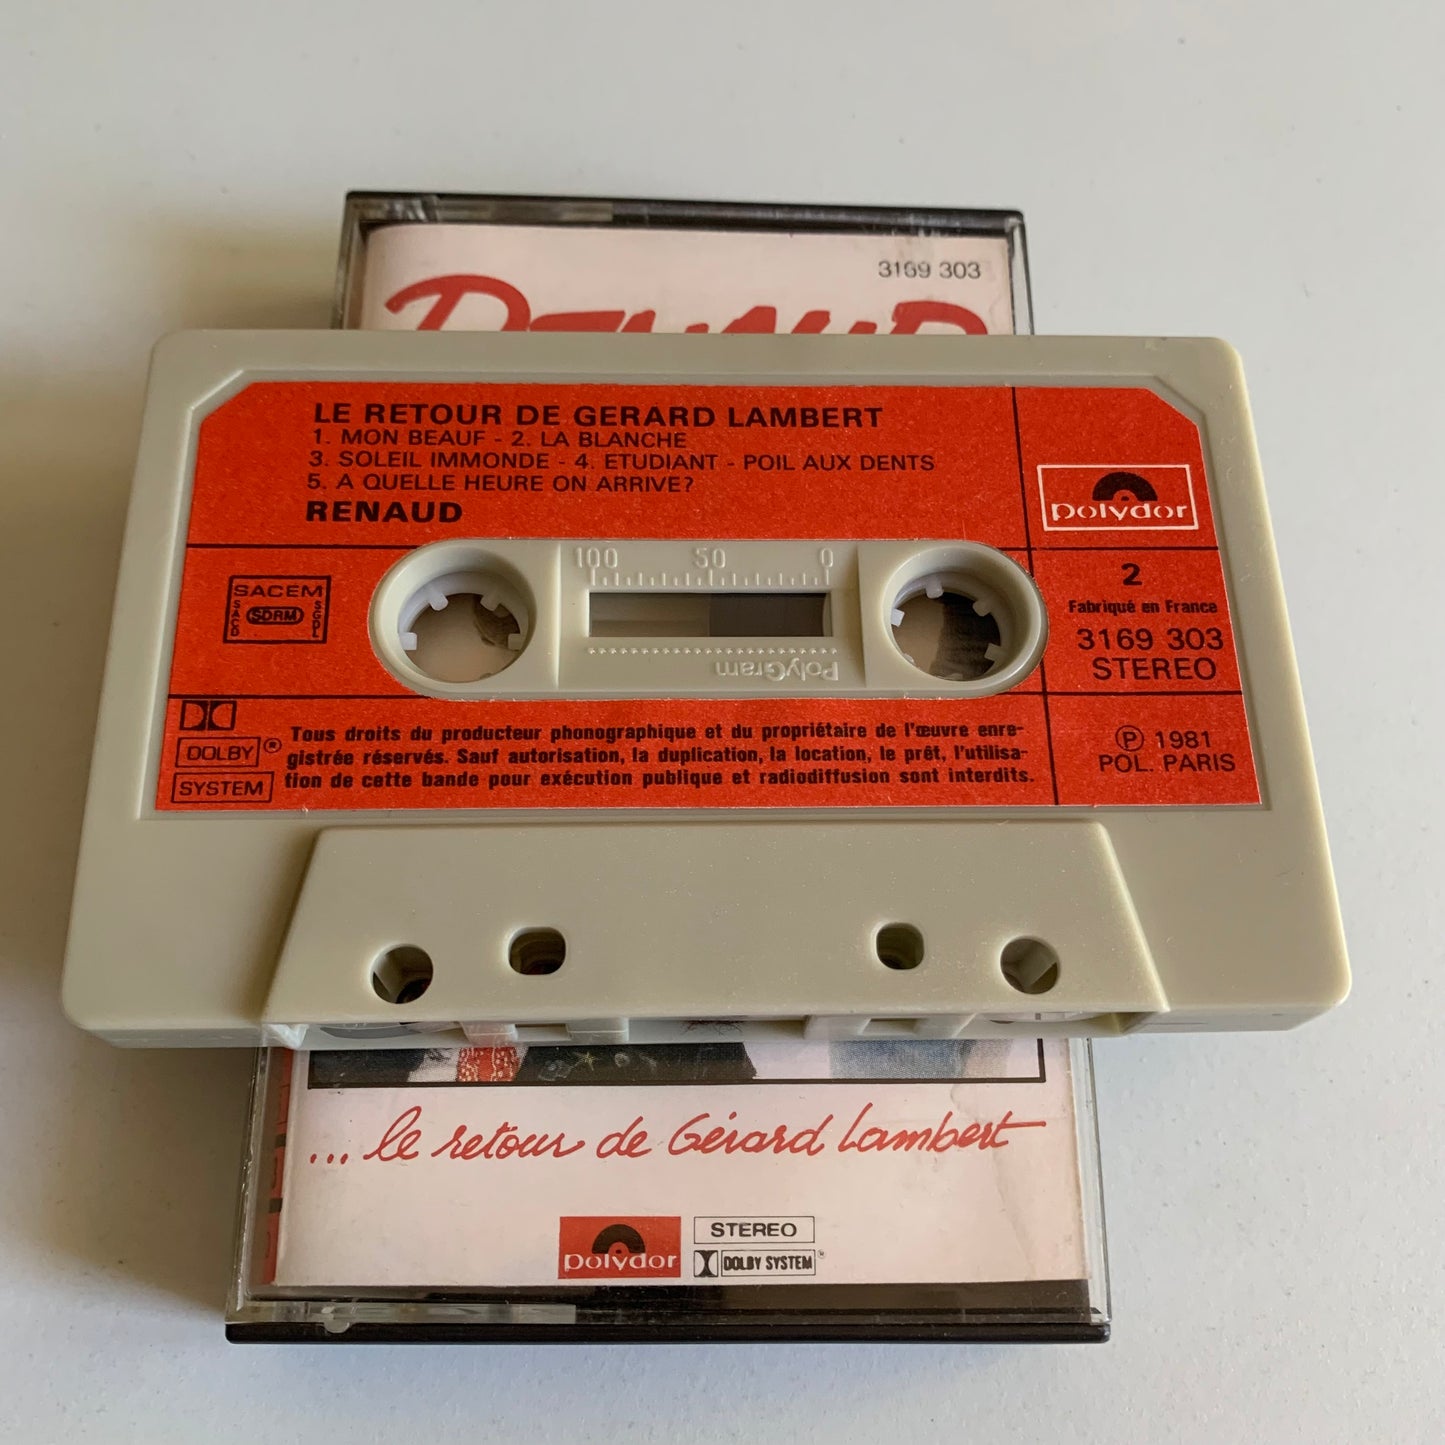 3169 303
RENAUD
LE RETOUR DE GERARD LAMBERT
1. MON BEAUF - 2. LA BLANCHE
3. SOLEIL IMMONDE - 4. ETUDIANT - POIL AUX DENTS
5. A QUELLE HEURE ON ARRIVE?
RENAUD
polydor
SACEM
SACD
SDRM
SGDL
100 50 0
PolyGram
2
Fabriqué en France
3169 303
STEREO
DOLBY®
SYSTEM
Tous droits du producteur phonographique et du propriétaire de l'œuvre enre-
gistrée réservés. Sauf autorisation, la duplication, la location, le prêt, l'utilisa-
tion de cette bande pour exécution publique et radiodiffusion sont interdits.
℗ 1981
POL. PARIS
... le retour de Gérard Lambert
polydor
STEREO
DOLBY SYSTEM®